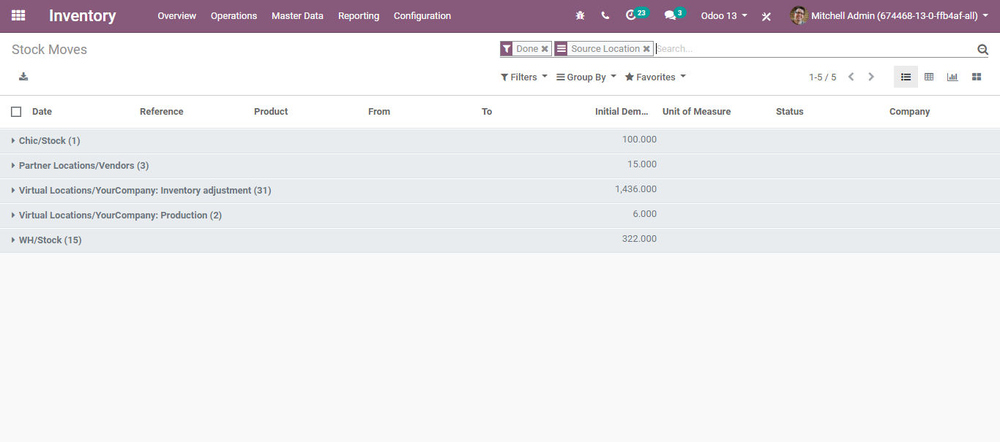 Inventory Overview Operations Master Data Reporting Configuration 23 3 Odoo 13 Mitchell Admin (674468-13-0-ffb4af-all)
Stock Moves Done Source Location Search...
Filters Group By Favorites 1-5 / 5
Date Reference Product From To Initial Dem... Unit of Measure Status Company
Chic/Stock (1) 100.000
Partner Locations/Vendors (3) 15.000
Virtual Locations/YourCompany: Inventory adjustment (31) 1,436.000
Virtual Locations/YourCompany: Production (2) 6.000
WH/Stock (15) 322.000